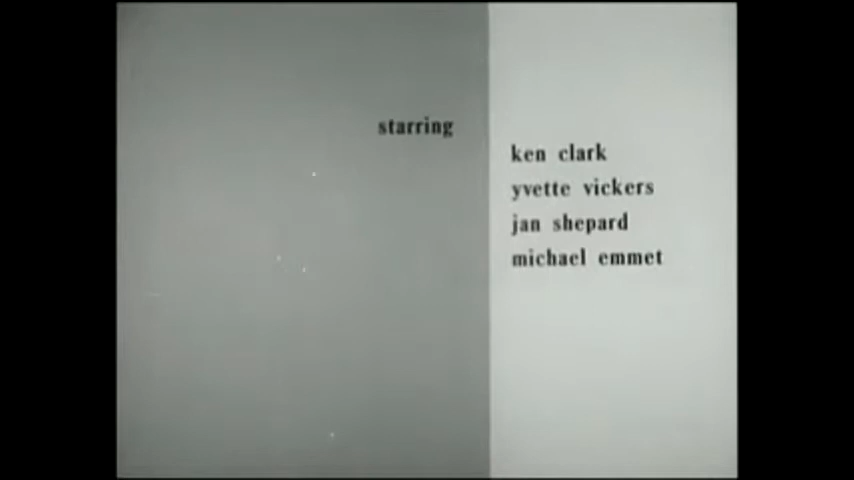 starring
ken clark
yvette vickers
jan shepard
michael emmet